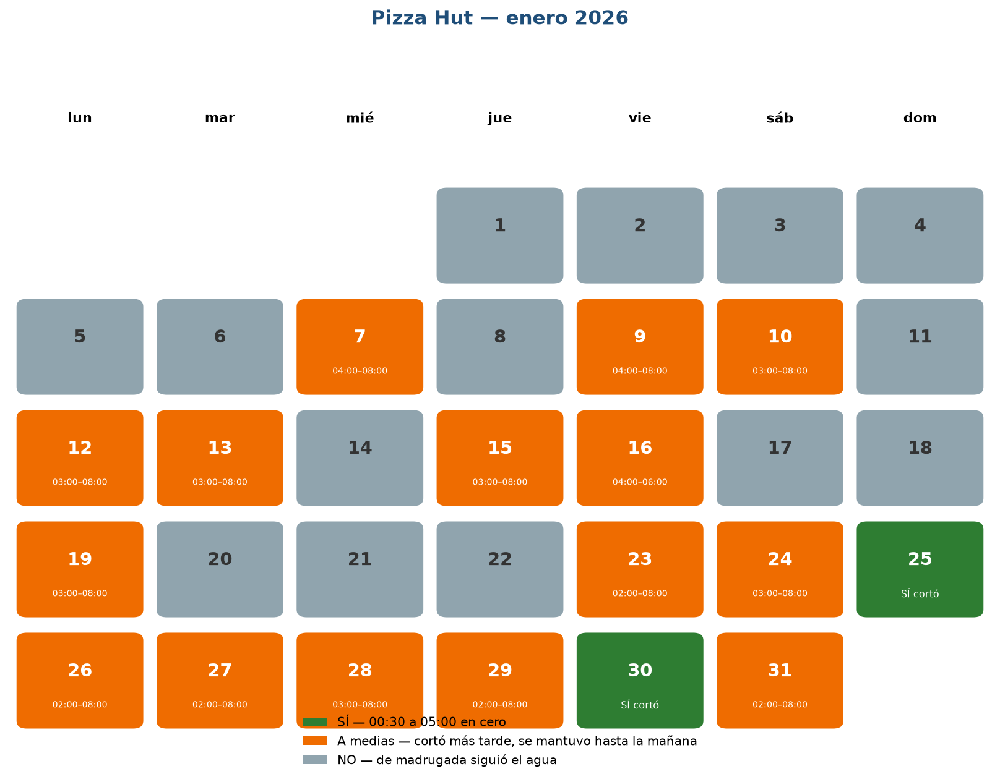 Pizza Hut — enero 2026
lun mar mié jue vie sáb dom
1 2 3 4
5 6 7 8 9 10 11
04:00–08:00 04:00–08:00 03:00–08:00
12 13 14 15 16 17 18
03:00–08:00 03:00–08:00 03:00–08:00 04:00–06:00
19 20 21 22 23 24 25
03:00–08:00 02:00–08:00 03:00–08:00 SÍ cortó
26 27 28 29 30 31
02:00–08:00 02:00–08:00 03:00–08:00 02:00–08:00 SÍ cortó 02:00–08:00
SÍ — 00:30 a 05:00 en cero
A medias — cortó más tarde, se mantuvo hasta la mañana
NO — de madrugada siguió el agua